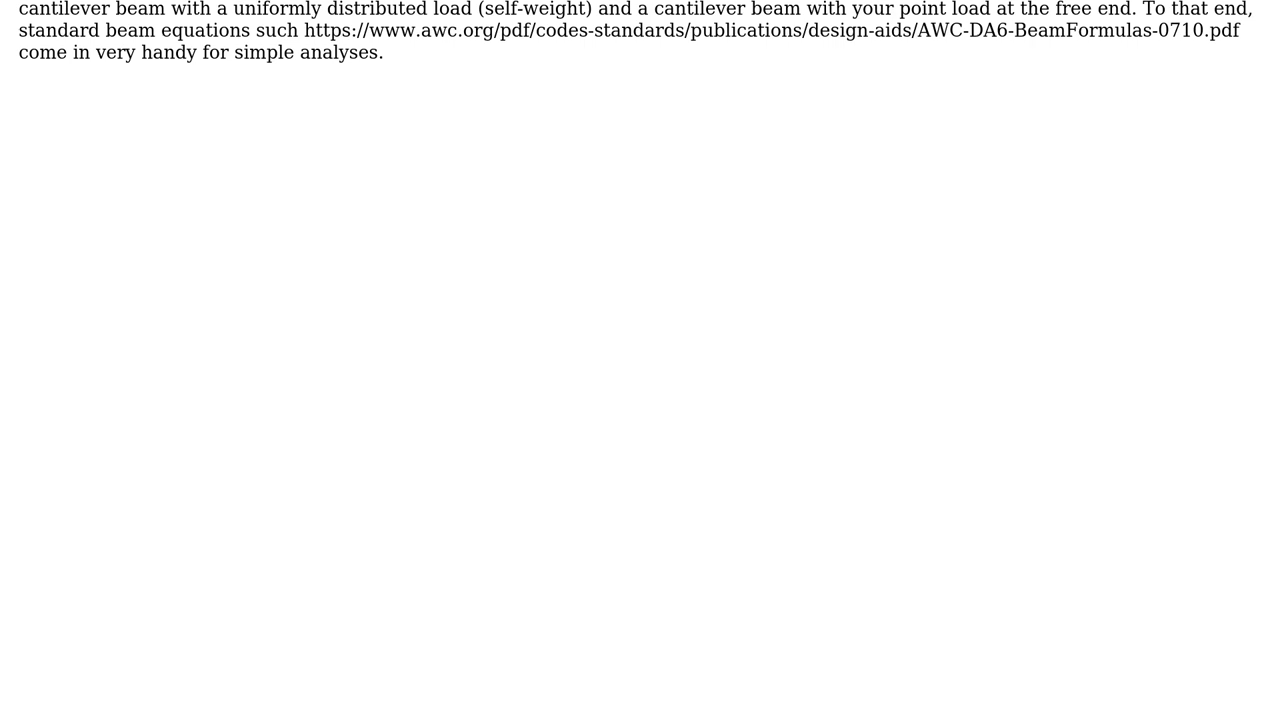 cantilever beam with a uniformly distributed load (self-weight) and a cantilever beam with your point load at the free end. To that end,
standard beam equations such https://www.awc.org/pdf/codes-standards/publications/design-aids/AWC-DA6-BeamFormulas-0710.pdf
come in very handy for simple analyses.